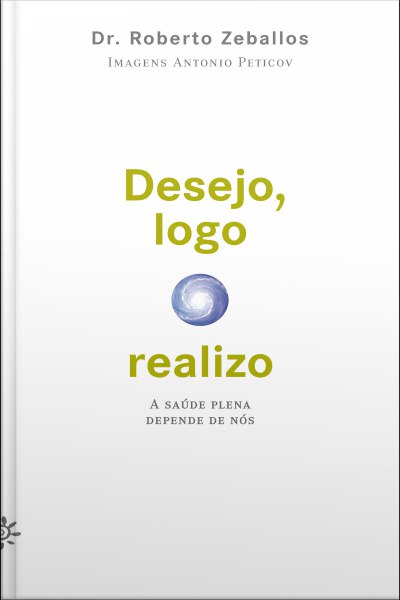 Dr. Roberto Zeballos
Imagens Antonio Peticov
Desejo,
logo
realizo
A saúde plena
depende de nós